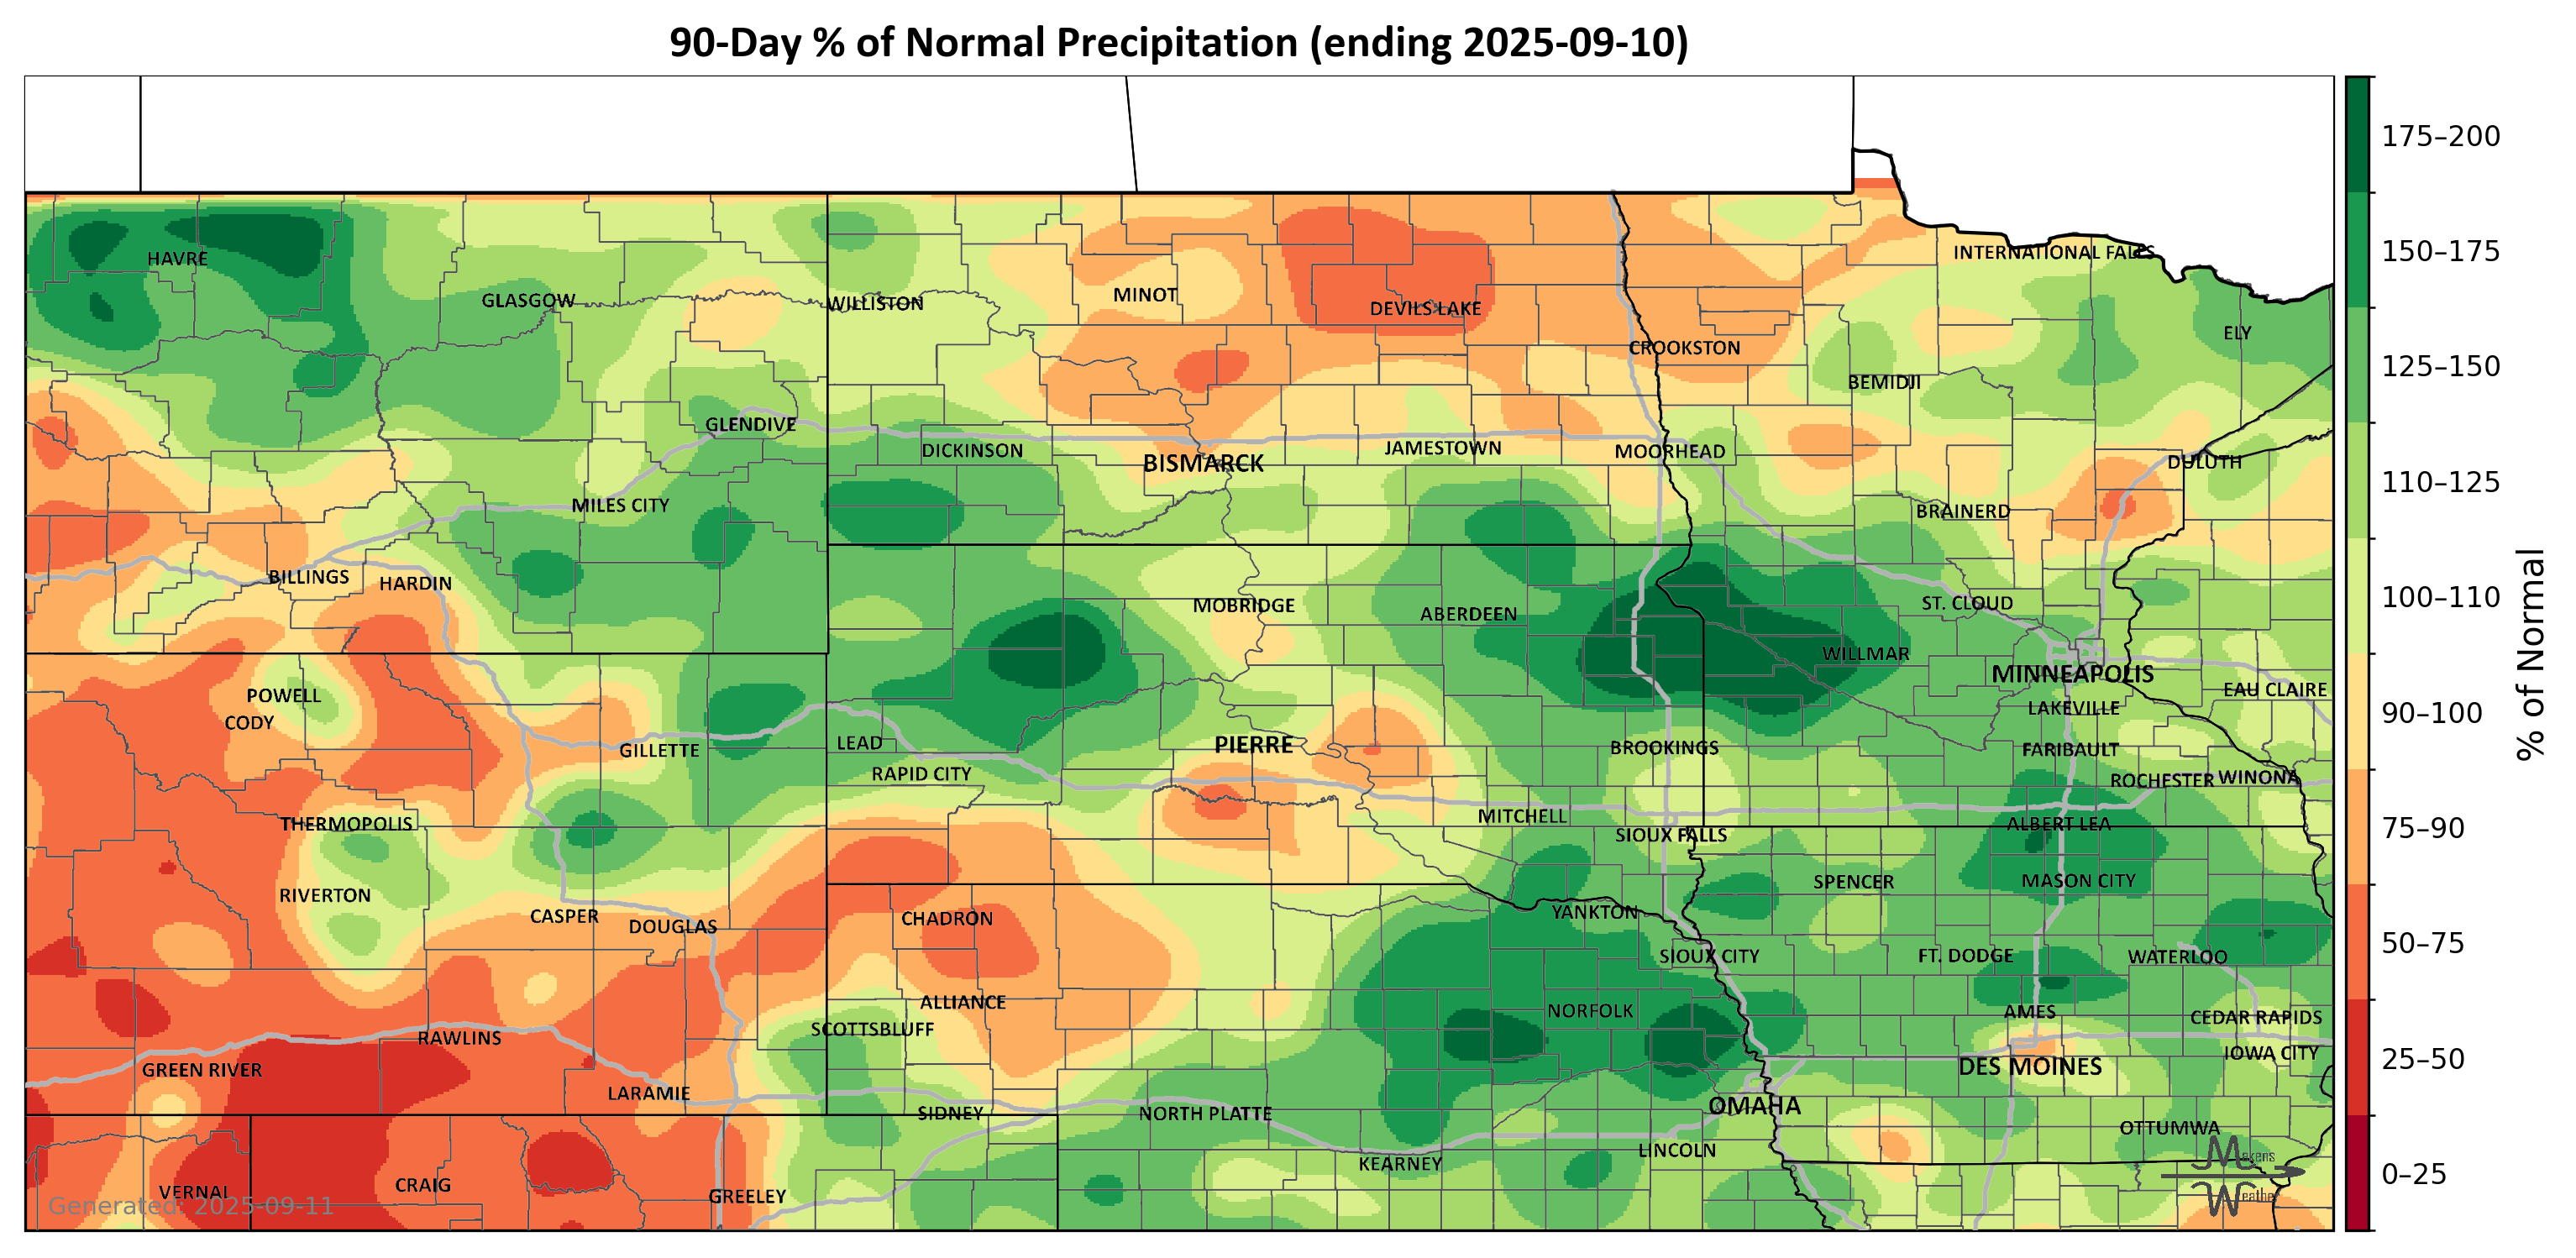 90-Day % of Normal Precipitation (ending 2025-09-10)
175–200
HAVRE
INTERNATIONAL FALLS
150–175
GLASGOW
WILLISTON
MINOT
DEVILS LAKE
ELY
CROOKSTON
125–150
BEMIDJI
GLENDIVE
DICKINSON
BISMARCK
JAMESTOWN
MOORHEAD
DULUTH
110–125
MILES CITY
BRAINERD
BILLINGS
HARDIN
MOBRIDGE
ABERDEEN
ST. CLOUD
100–110
WILLMAR
MINNEAPOLIS
POWELL
EAU CLAIRE
CODY
LAKEVILLE
90–100
% of Normal
GILLETTE
LEAD
PIERRE
BROOKINGS
FARIBAULT
RAPID CITY
ROCHESTER
WINONA
THERMOPOLIS
MITCHELL
SIOUX FALLS
ALBERT LEA
75–90
RIVERTON
SPENCER
MASON CITY
CASPER
DOUGLAS
CHADRON
YANKTON
SIOUX CITY
FT. DODGE
WATERLOO
50–75
ALLIANCE
NORFOLK
AMES
SCOTTSBLUFF
CEDAR RAPIDS
RAWLINS
GREEN RIVER
DES MOINES
IOWA CITY
25–50
LARAMIE
SIDNEY
NORTH PLATTE
OMAHA
OTTUMWA
LINCOLN
KEARNEY
Makens
Weather
0–25
VERNAL
CRAIG
GREELEY
Generated: 2025-09-11